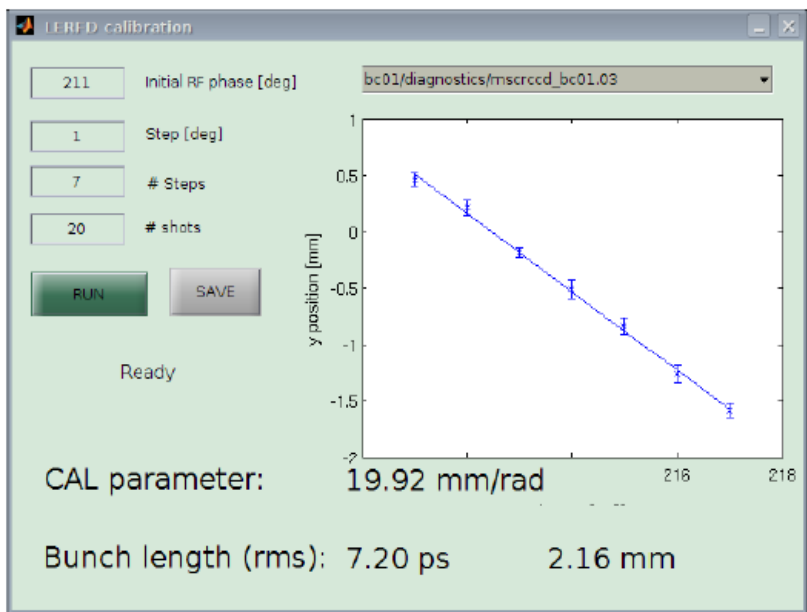 LERFD calibration
211 Initial RF phase [deg]
bc01/diagnostics/mscrccd_bc01.03
1 Step [deg]
7 # Steps
20 # shots
RUN SAVE
Ready
1
0.5
0
-0.5
-1
-1.5
-2
y position [mm]
216 218
CAL parameter: 19.92 mm/rad
Bunch length (rms): 7.20 ps 2.16 mm